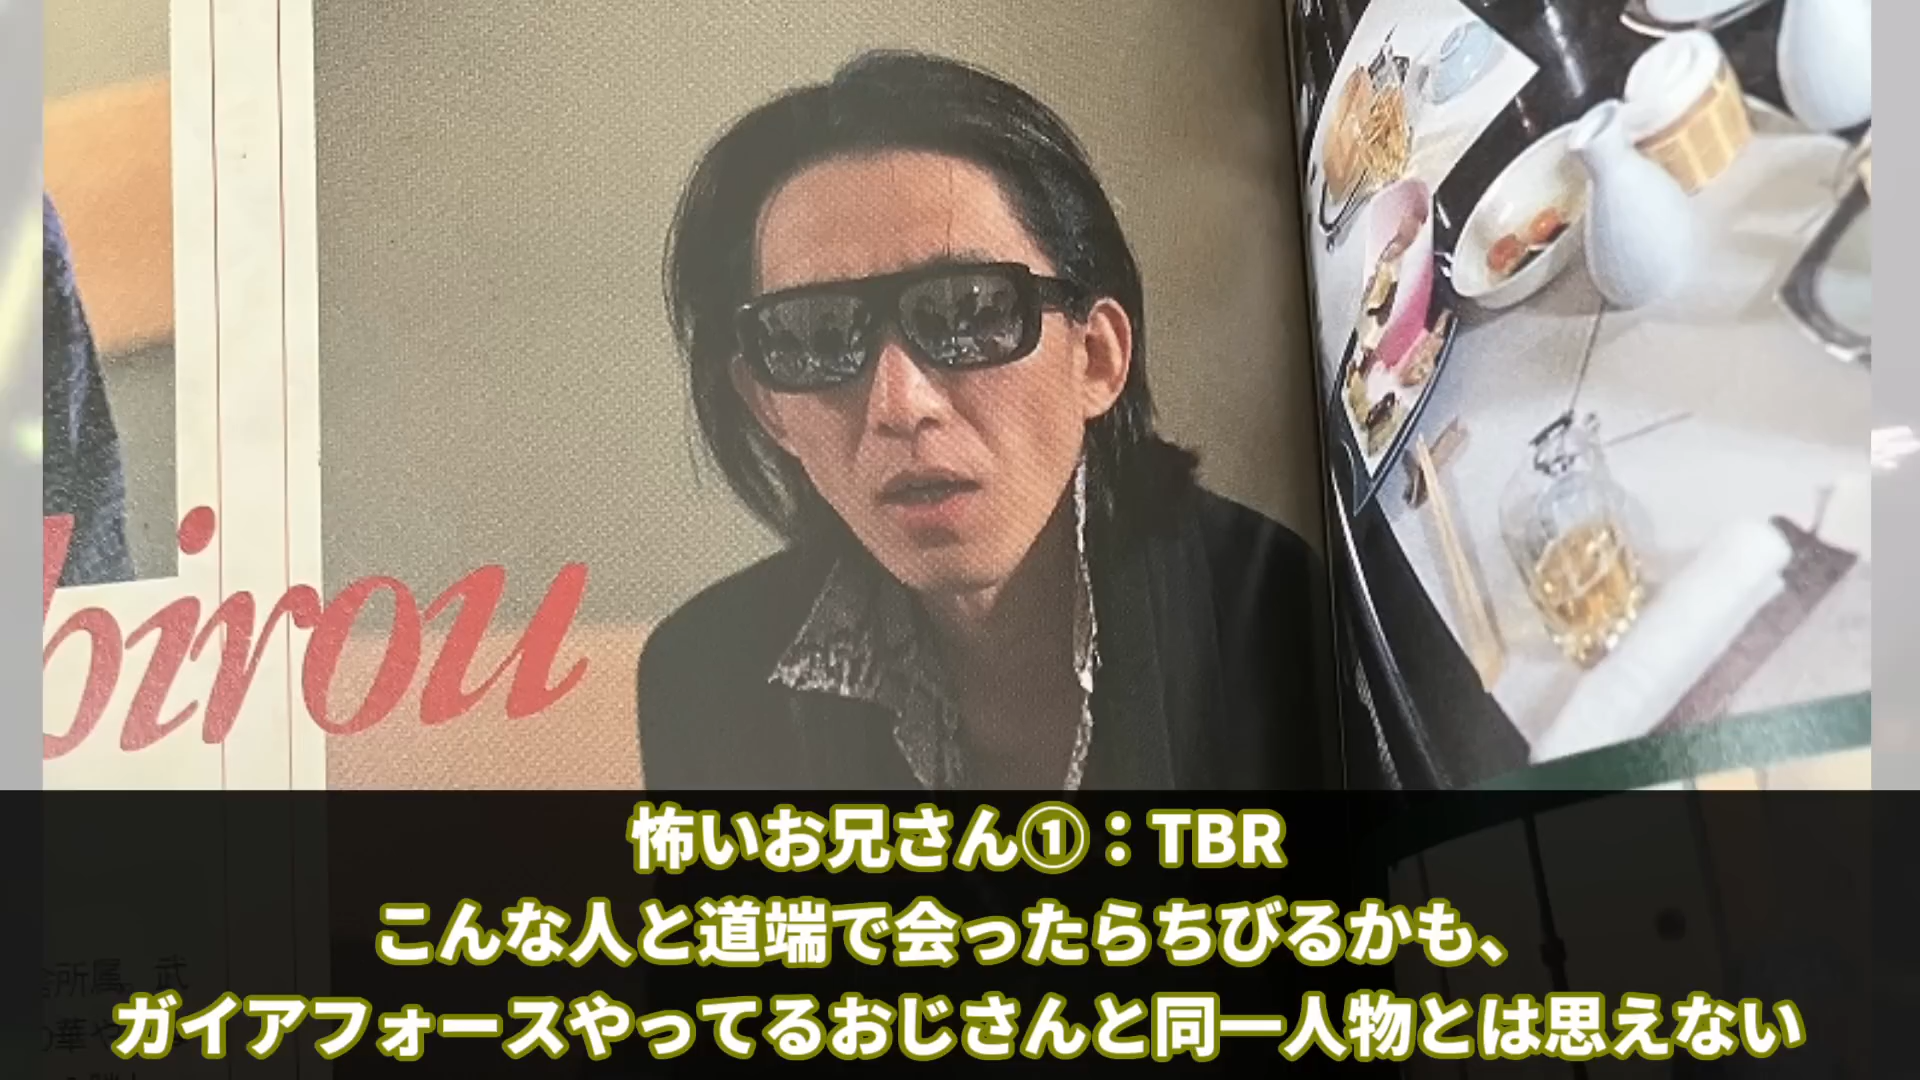 birou
怖いお兄さん①：TBR
こんな人と道端で会ったらちびるかも、
ガイアフォースやってるおじさんと同一人物とは思えない
所属。武
の華や